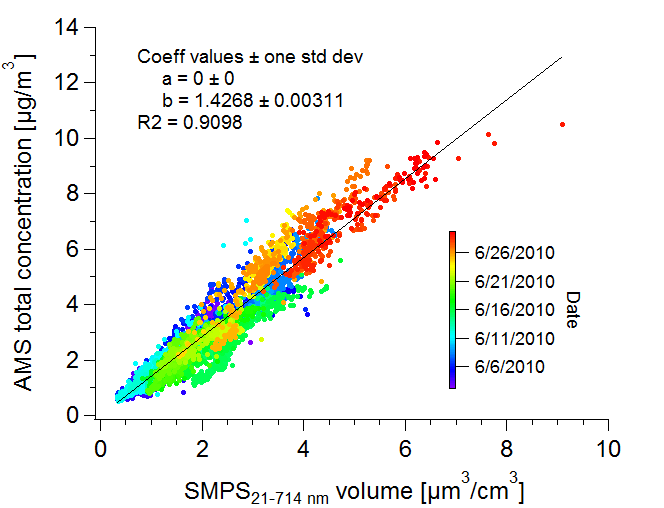 14
12
10
8
6
4
2
0
AMS total concentration [µg/m³]
Coeff values ± one std dev
a = 0 ± 0
b = 1.4268 ± 0.00311
R2 = 0.9098
6/26/2010
6/21/2010
6/16/2010
6/11/2010
6/6/2010
Date
0 2 4 6 8 10
SMPS21-714 nm volume [µm³/cm³]